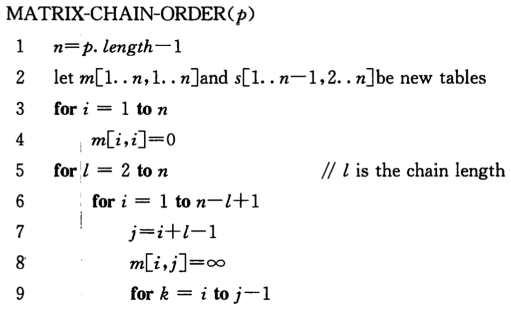 MATRIX-CHAIN-ORDER(p)
1 n=p.length−1
2 let m[1..n,1..n]and s[1..n−1,2..n]be new tables
3 for i = 1 to n
4 m[i,i]=0
5 for l = 2 to n // l is the chain length
6 for i = 1 to n−l+1
7 j=i+l−1
8 m[i,j]=∞
9 for k = i to j−1